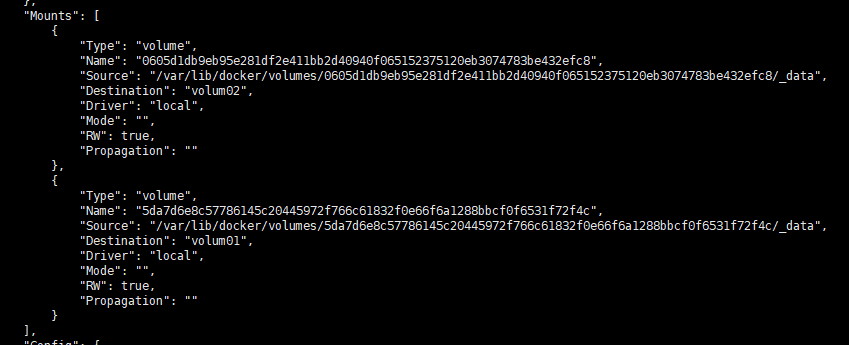 },
"Mounts": [
{
"Type": "volume",
"Name": "0605d1db9eb95e281df2e411bb2d40940f065152375120eb3074783be432efc8",
"Source": "/var/lib/docker/volumes/0605d1db9eb95e281df2e411bb2d40940f065152375120eb3074783be432efc8/_data",
"Destination": "volum02",
"Driver": "local",
"Mode": "",
"RW": true,
"Propagation": ""
},
{
"Type": "volume",
"Name": "5da7d6e8c57786145c20445972f766c61832f0e66f6a1288bbcf0f6531f72f4c",
"Source": "/var/lib/docker/volumes/5da7d6e8c57786145c20445972f766c61832f0e66f6a1288bbcf0f6531f72f4c/_data",
"Destination": "volum01",
"Driver": "local",
"Mode": "",
"RW": true,
"Propagation": ""
}
],
"Config": {